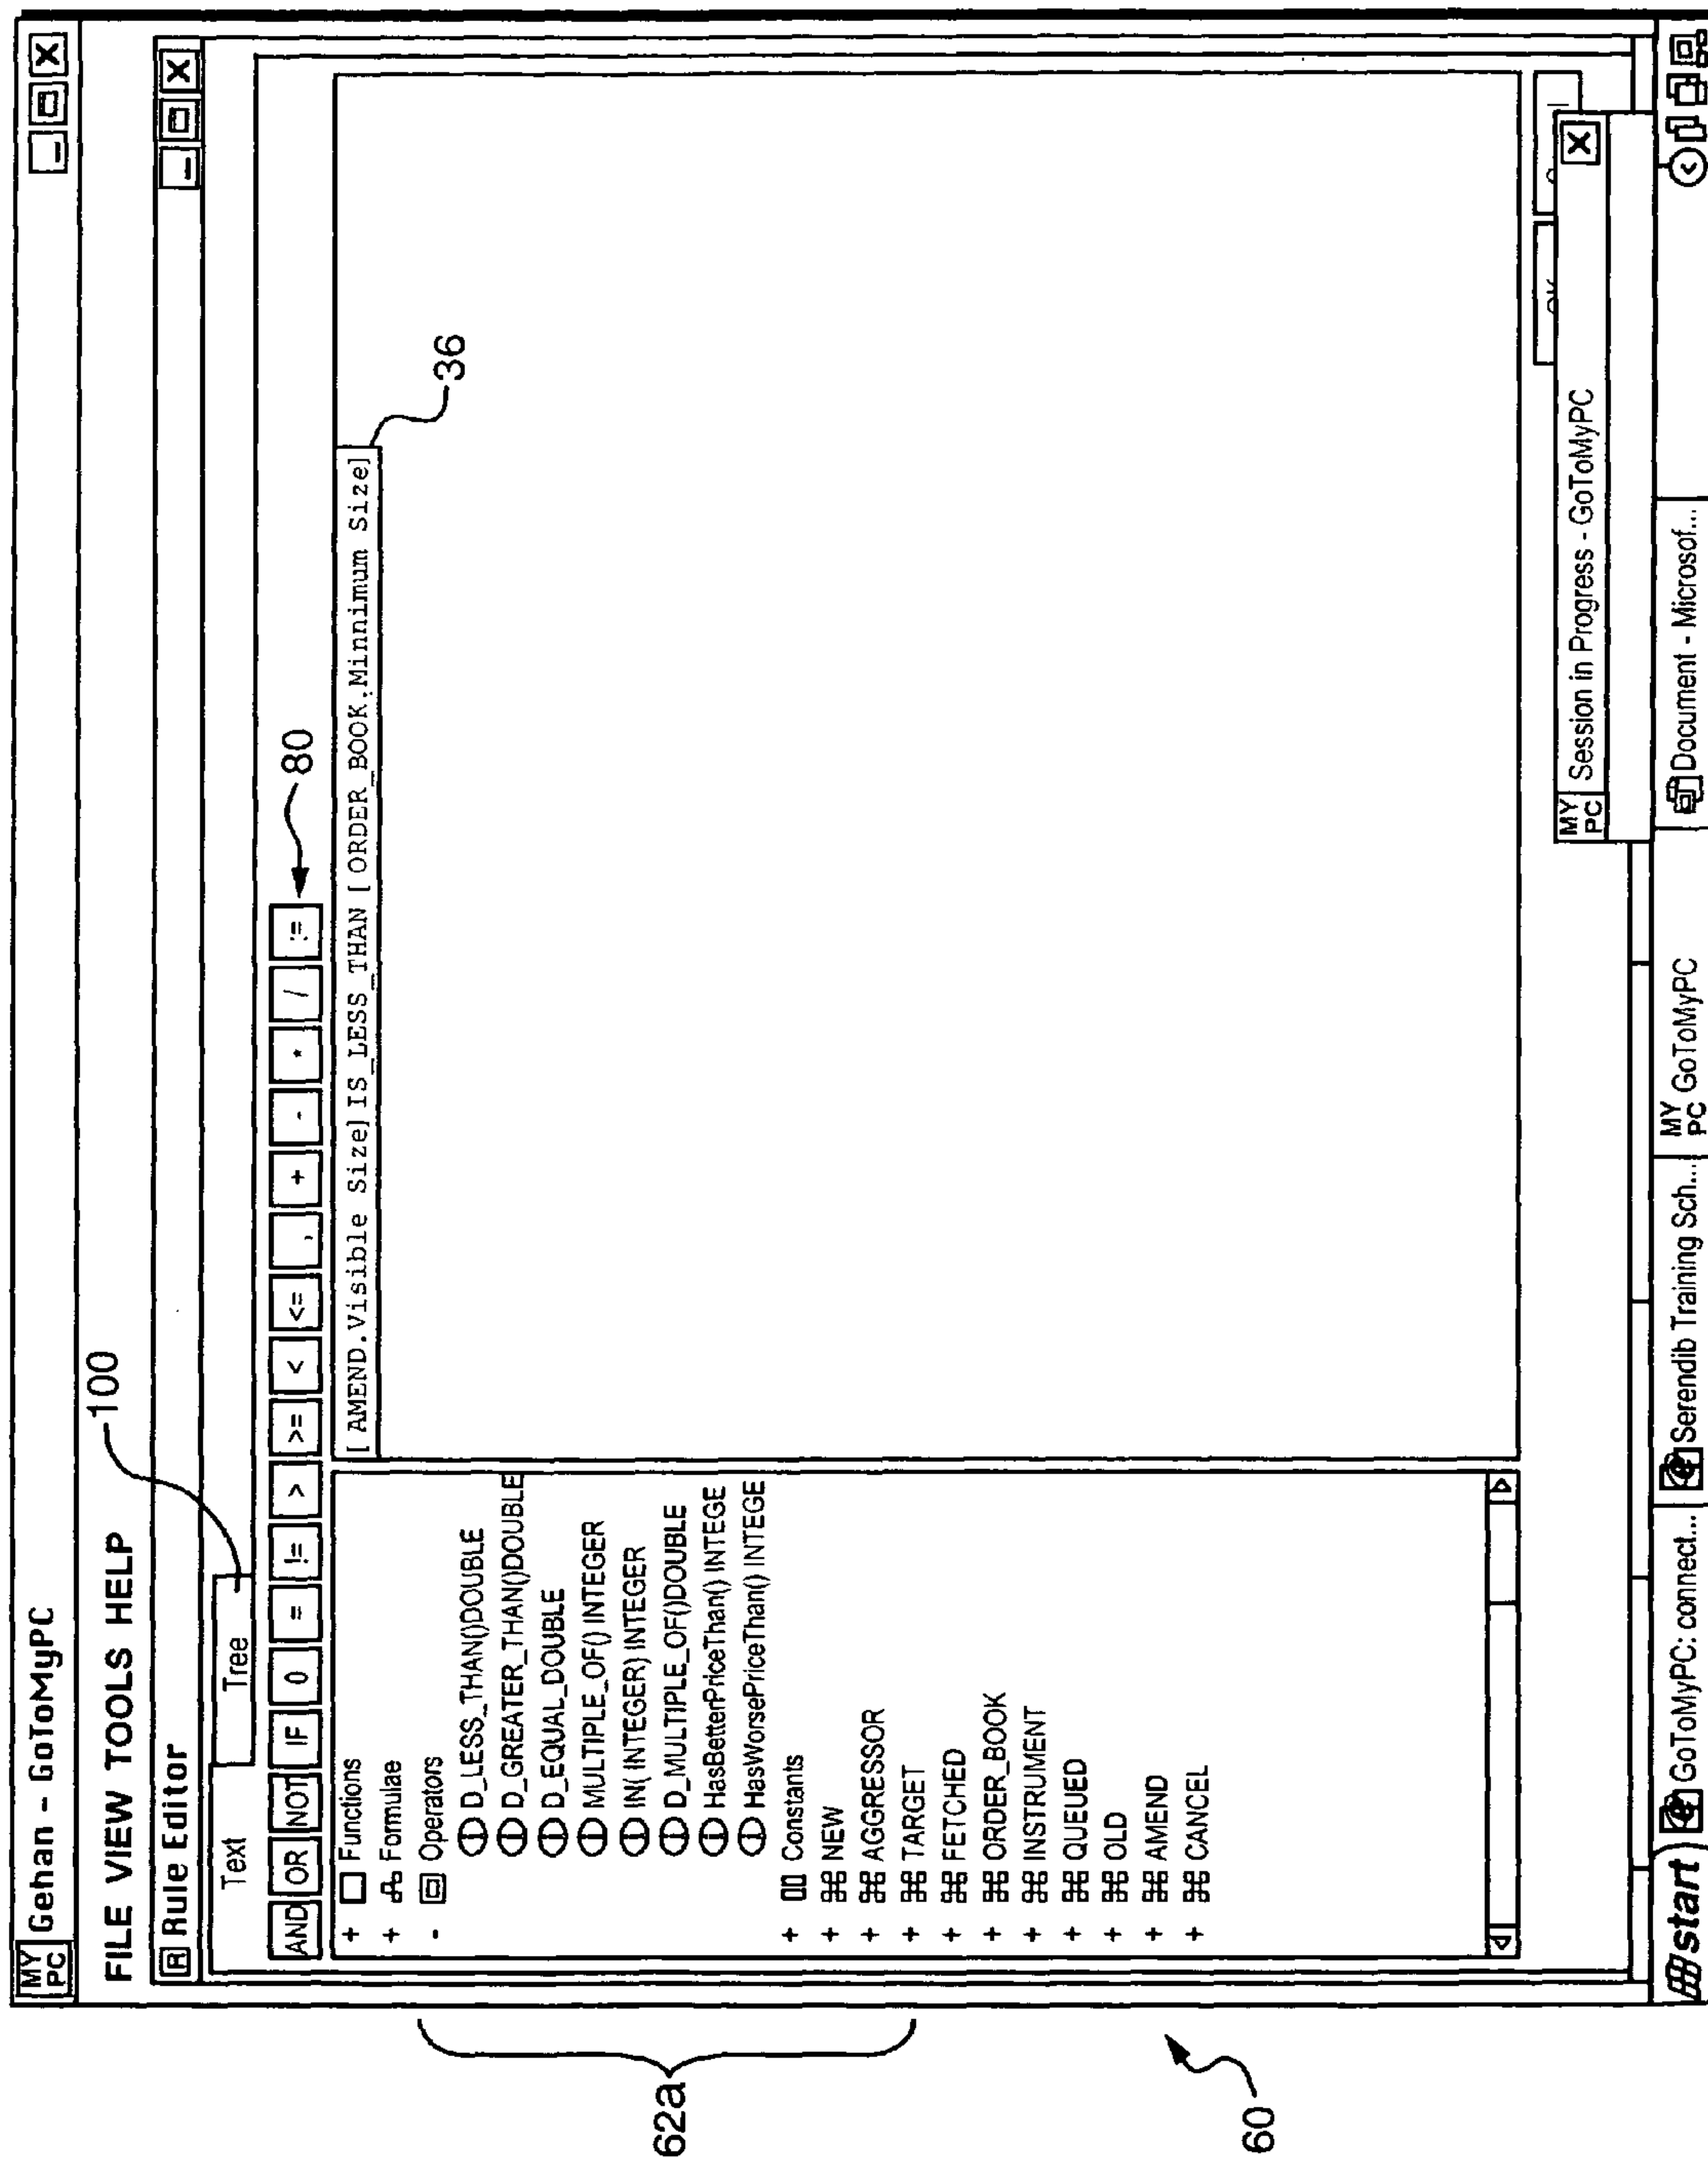 MY PC Gehan - GoToMyPC
FILE VIEW TOOLS HELP
R Rule Editor
100
Text Tree
AND OR NOT IF 0 = != > >= < <= , + - * / := 80
[AMEND.Visible Size]IS_LESS_THAN [ORDER_BOOK.Minnimum Size]
36
+ Functions
+ Formulae
- Operators
D_LESS_THAN()DOUBLE
D_GREATER_THAN()DOUBLE
D_EQUAL_DOUBLE
MULTIPLE_OF() INTEGER
IN( INTEGER) INTEGER
D_MULTIPLE_OF()DOUBLE
HasBetterPriceThan() INTEGE
HasWorsePriceThan() INTEGE
+ Constants
+ NEW
+ AGGRESSOR
+ TARGET
+ FETCHED
+ ORDER_BOOK
+ INSTRUMENT
+ QUEUED
+ OLD
+ AMEND
+ CANCEL
62a
60
MY PC Session in Progress - GoToMyPC
start GoToMyPC: connect... Serendib Training Sch... MY PC GoToMyPC Document - Microsof...